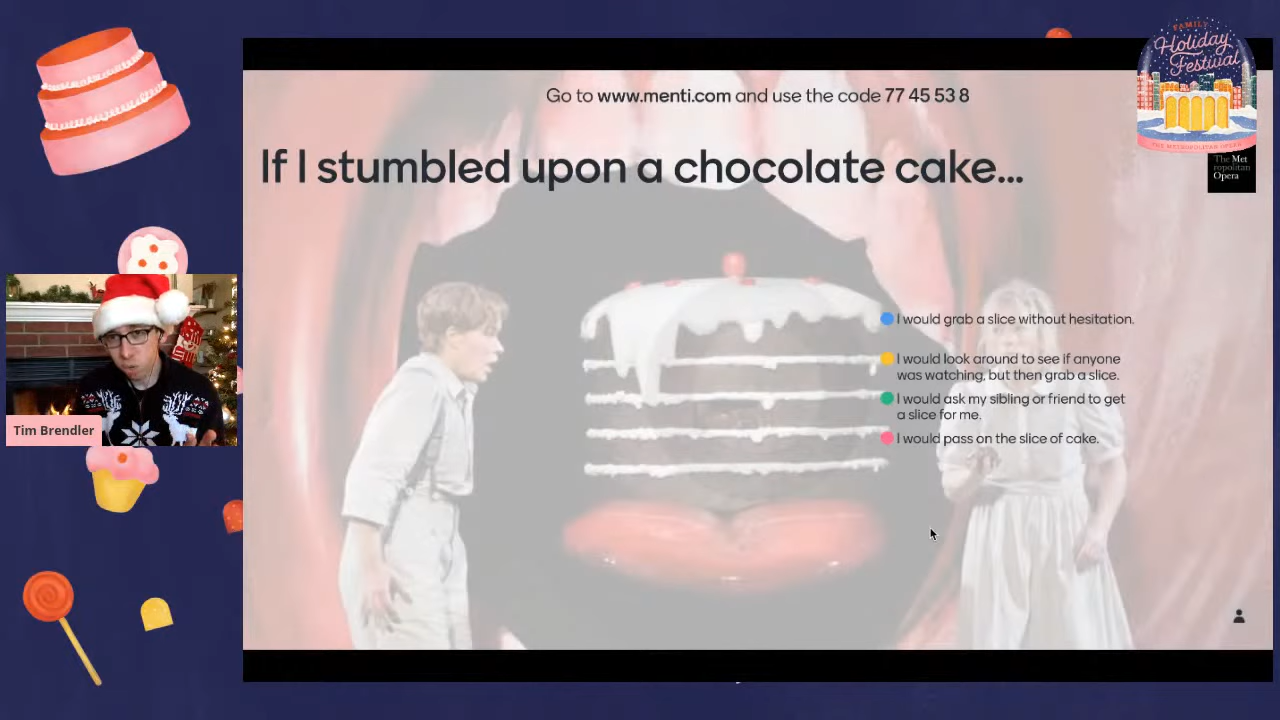 FAMILY
Holiday
Festival
THE METROPOLITAN OPERA
The Met
ropolitan
Opera
Go to www.menti.com and use the code 77 45 53 8
If I stumbled upon a chocolate cake...
I would grab a slice without hesitation.
I would look around to see if anyone
was watching, but then grab a slice.
I would ask my sibling or friend to get
a slice for me.
I would pass on the slice of cake.
Tim Brendler